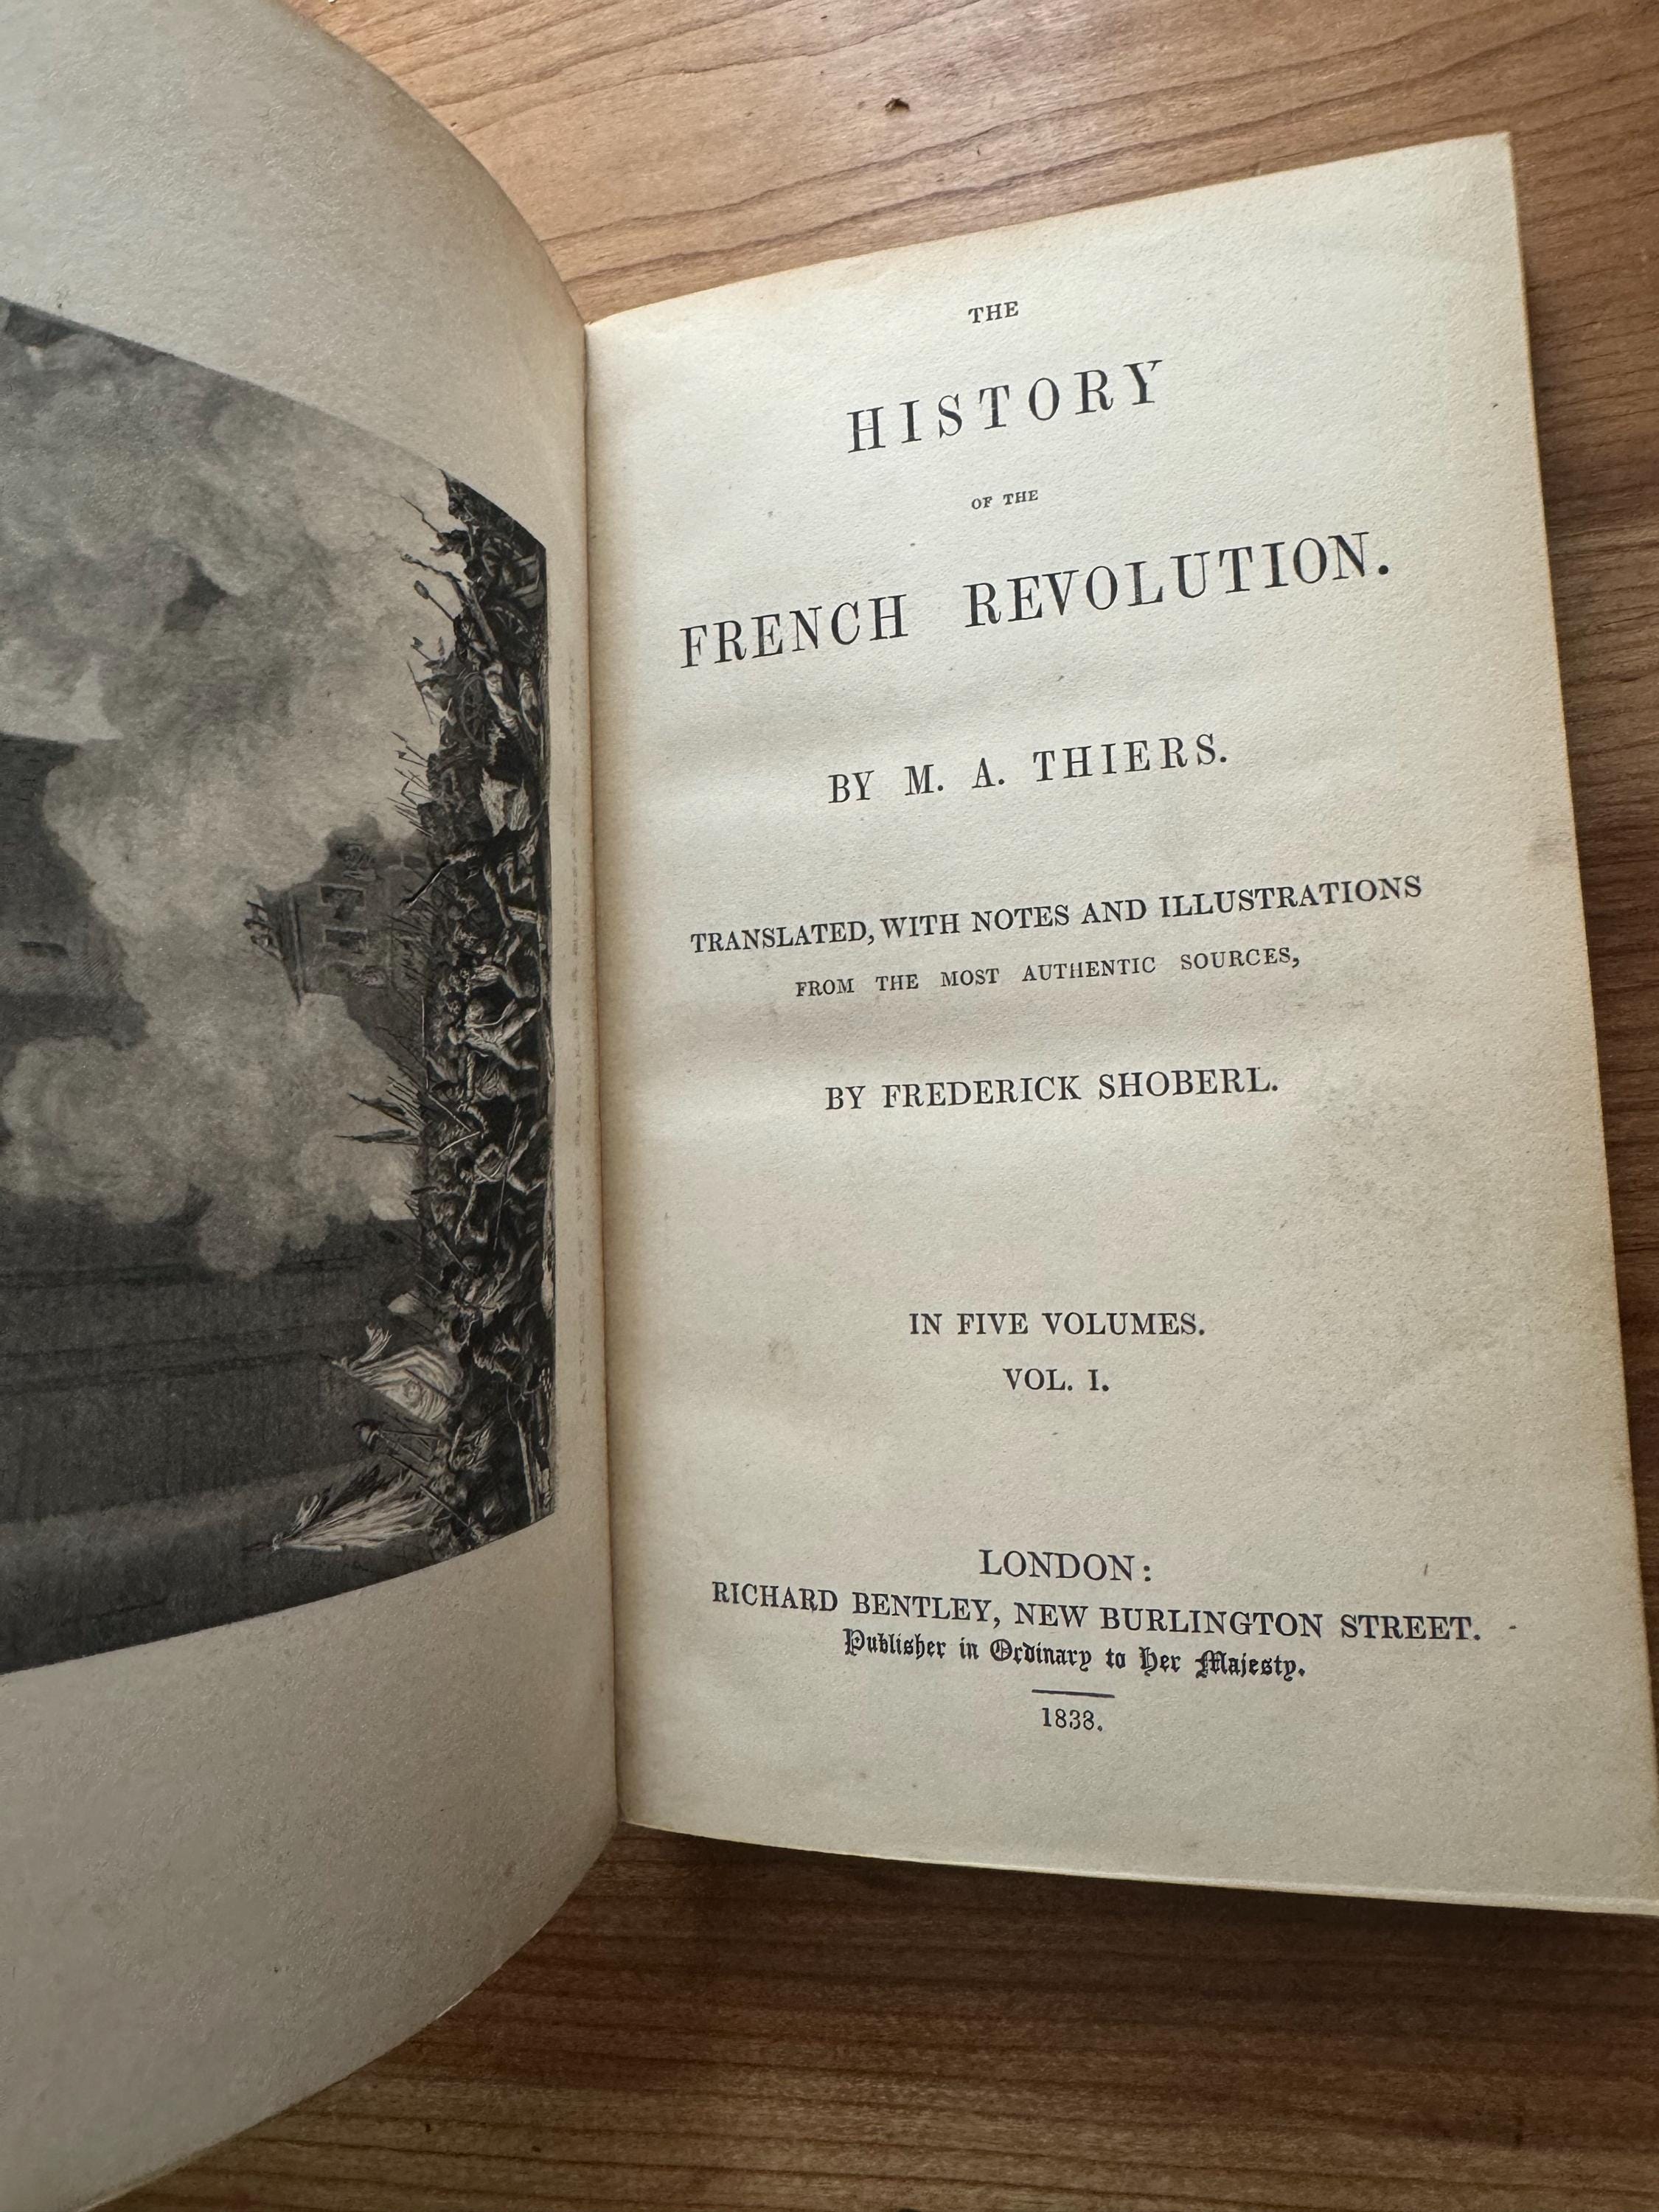 THE
HISTORY
OF THE
FRENCH REVOLUTION.
BY M. A. THIERS.
TRANSLATED, WITH NOTES AND ILLUSTRATIONS
FROM THE MOST AUTHENTIC SOURCES,
BY FREDERICK SHOBERL.
IN FIVE VOLUMES.
VOL. I.
LONDON:
RICHARD BENTLEY, NEW BURLINGTON STREET.
Publisher in Ordinary to Her Majesty.
1838.